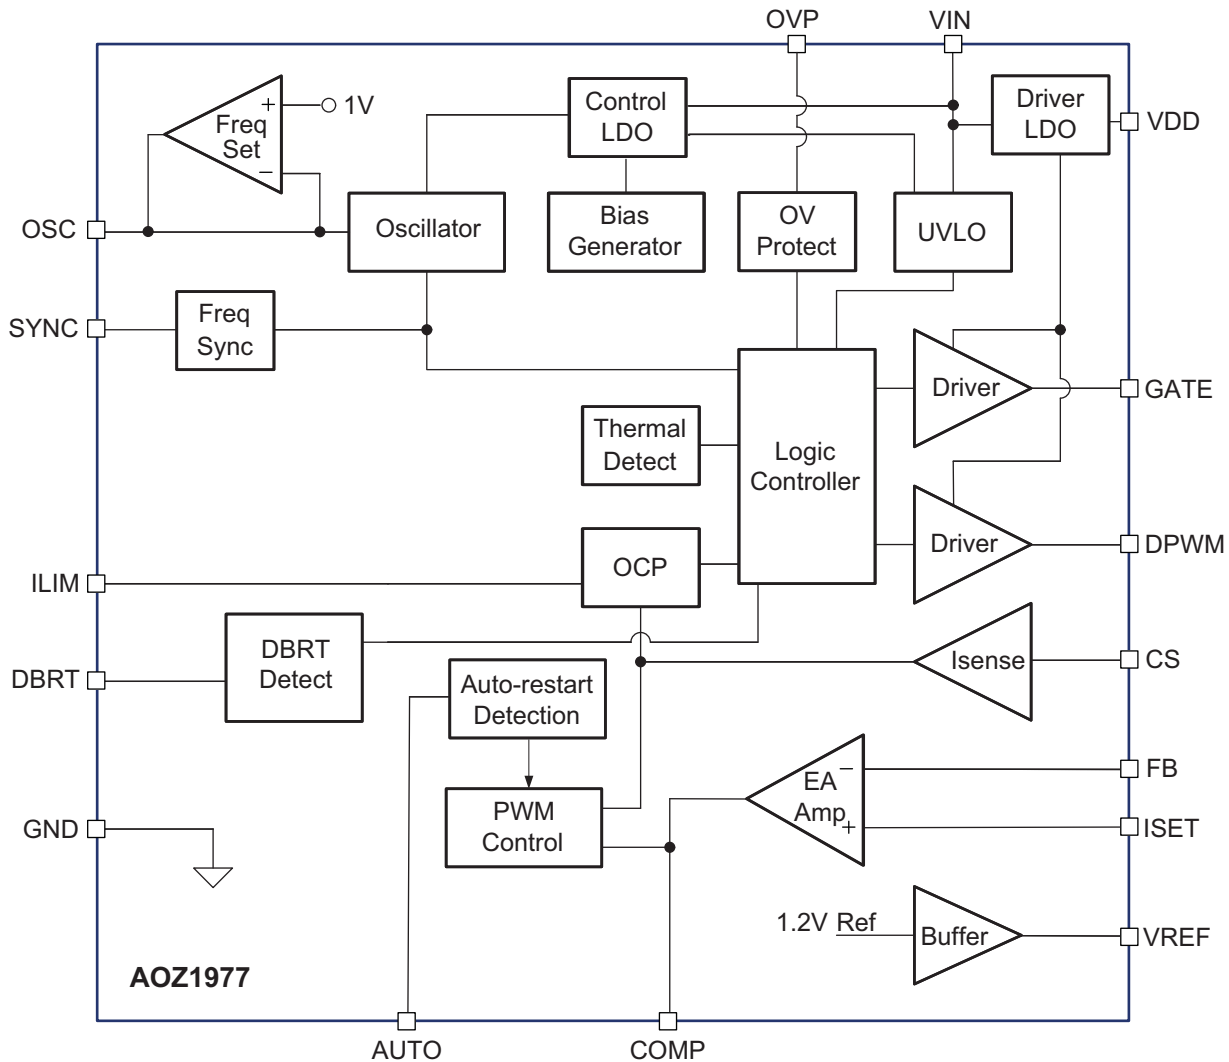 OVP
VIN
+
1V
Freq
Set
−
Control
LDO
Driver
LDO
VDD
OSC
Oscillator
Bias
Generator
OV
Protect
UVLO
SYNC
Freq
Sync
Driver
GATE
Thermal
Detect
Logic
Controller
Driver
DPWM
ILIM
OCP
DBRT
DBRT
Detect
Isense
CS
Auto-restart
Detection
−
EA
Amp
+
FB
ISET
GND
PWM
Control
1.2V Ref
Buffer
VREF
AOZ1977
AUTO
COMP